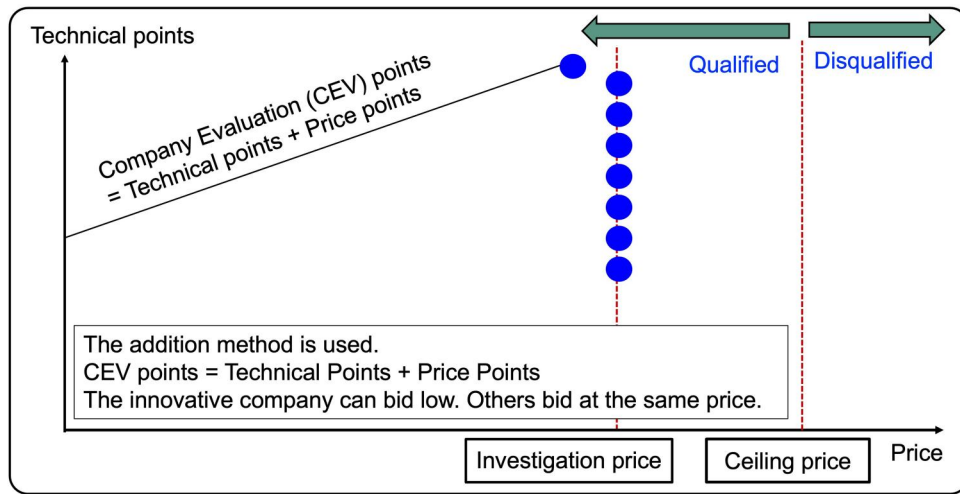 Technical points
Qualified
Disqualified
Company Evaluation (CEV) points
= Technical points + Price points
The addition method is used.
CEV points = Technical Points + Price Points
The innovative company can bid low. Others bid at the same price.
Investigation price
Ceiling price
Price